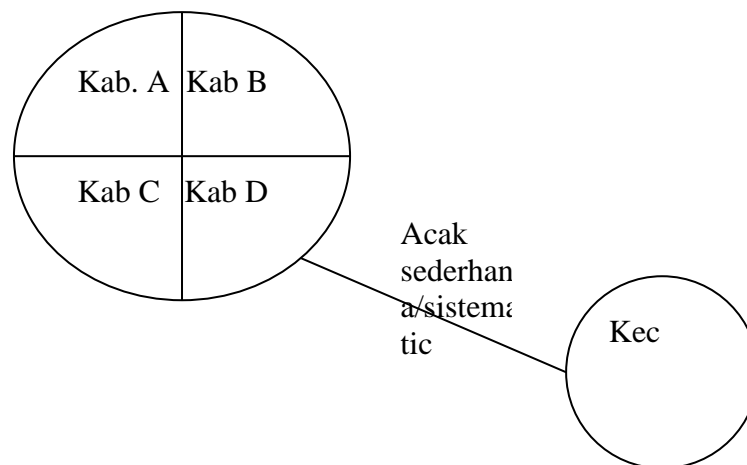 Kab. A Kab B
Kab C Kab D
Acak
sederhan
a/sistema
tic
Kec